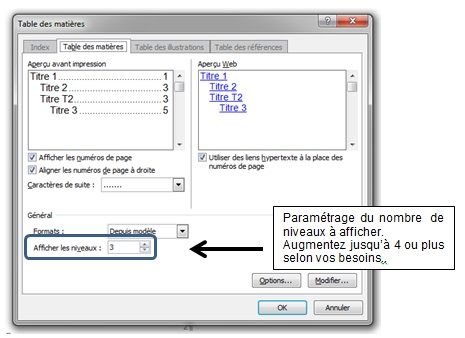 Table des matières
Index
Table des matières
Table des illustrations
Table des références
Aperçu avant impression
Titre 1 ........................... 1
Titre 2 ........................ 3
Titre T2 ...................... 3
Titre 3 ..................... 5
Aperçu Web
Titre 1
Titre 2
Titre T2
Titre 3
Afficher les numéros de page
Aligner les numéros de page à droite
Caractères de suite : .......
Utiliser des liens hypertexte à la place des
numéros de page
Général
Formats : Depuis modèle
Afficher les niveaux : 3
Paramétrage du nombre de
niveaux à afficher.
Augmentez jusqu'à 4 ou plus
selon vos besoins.
Options...
Modifier...
OK
Annuler